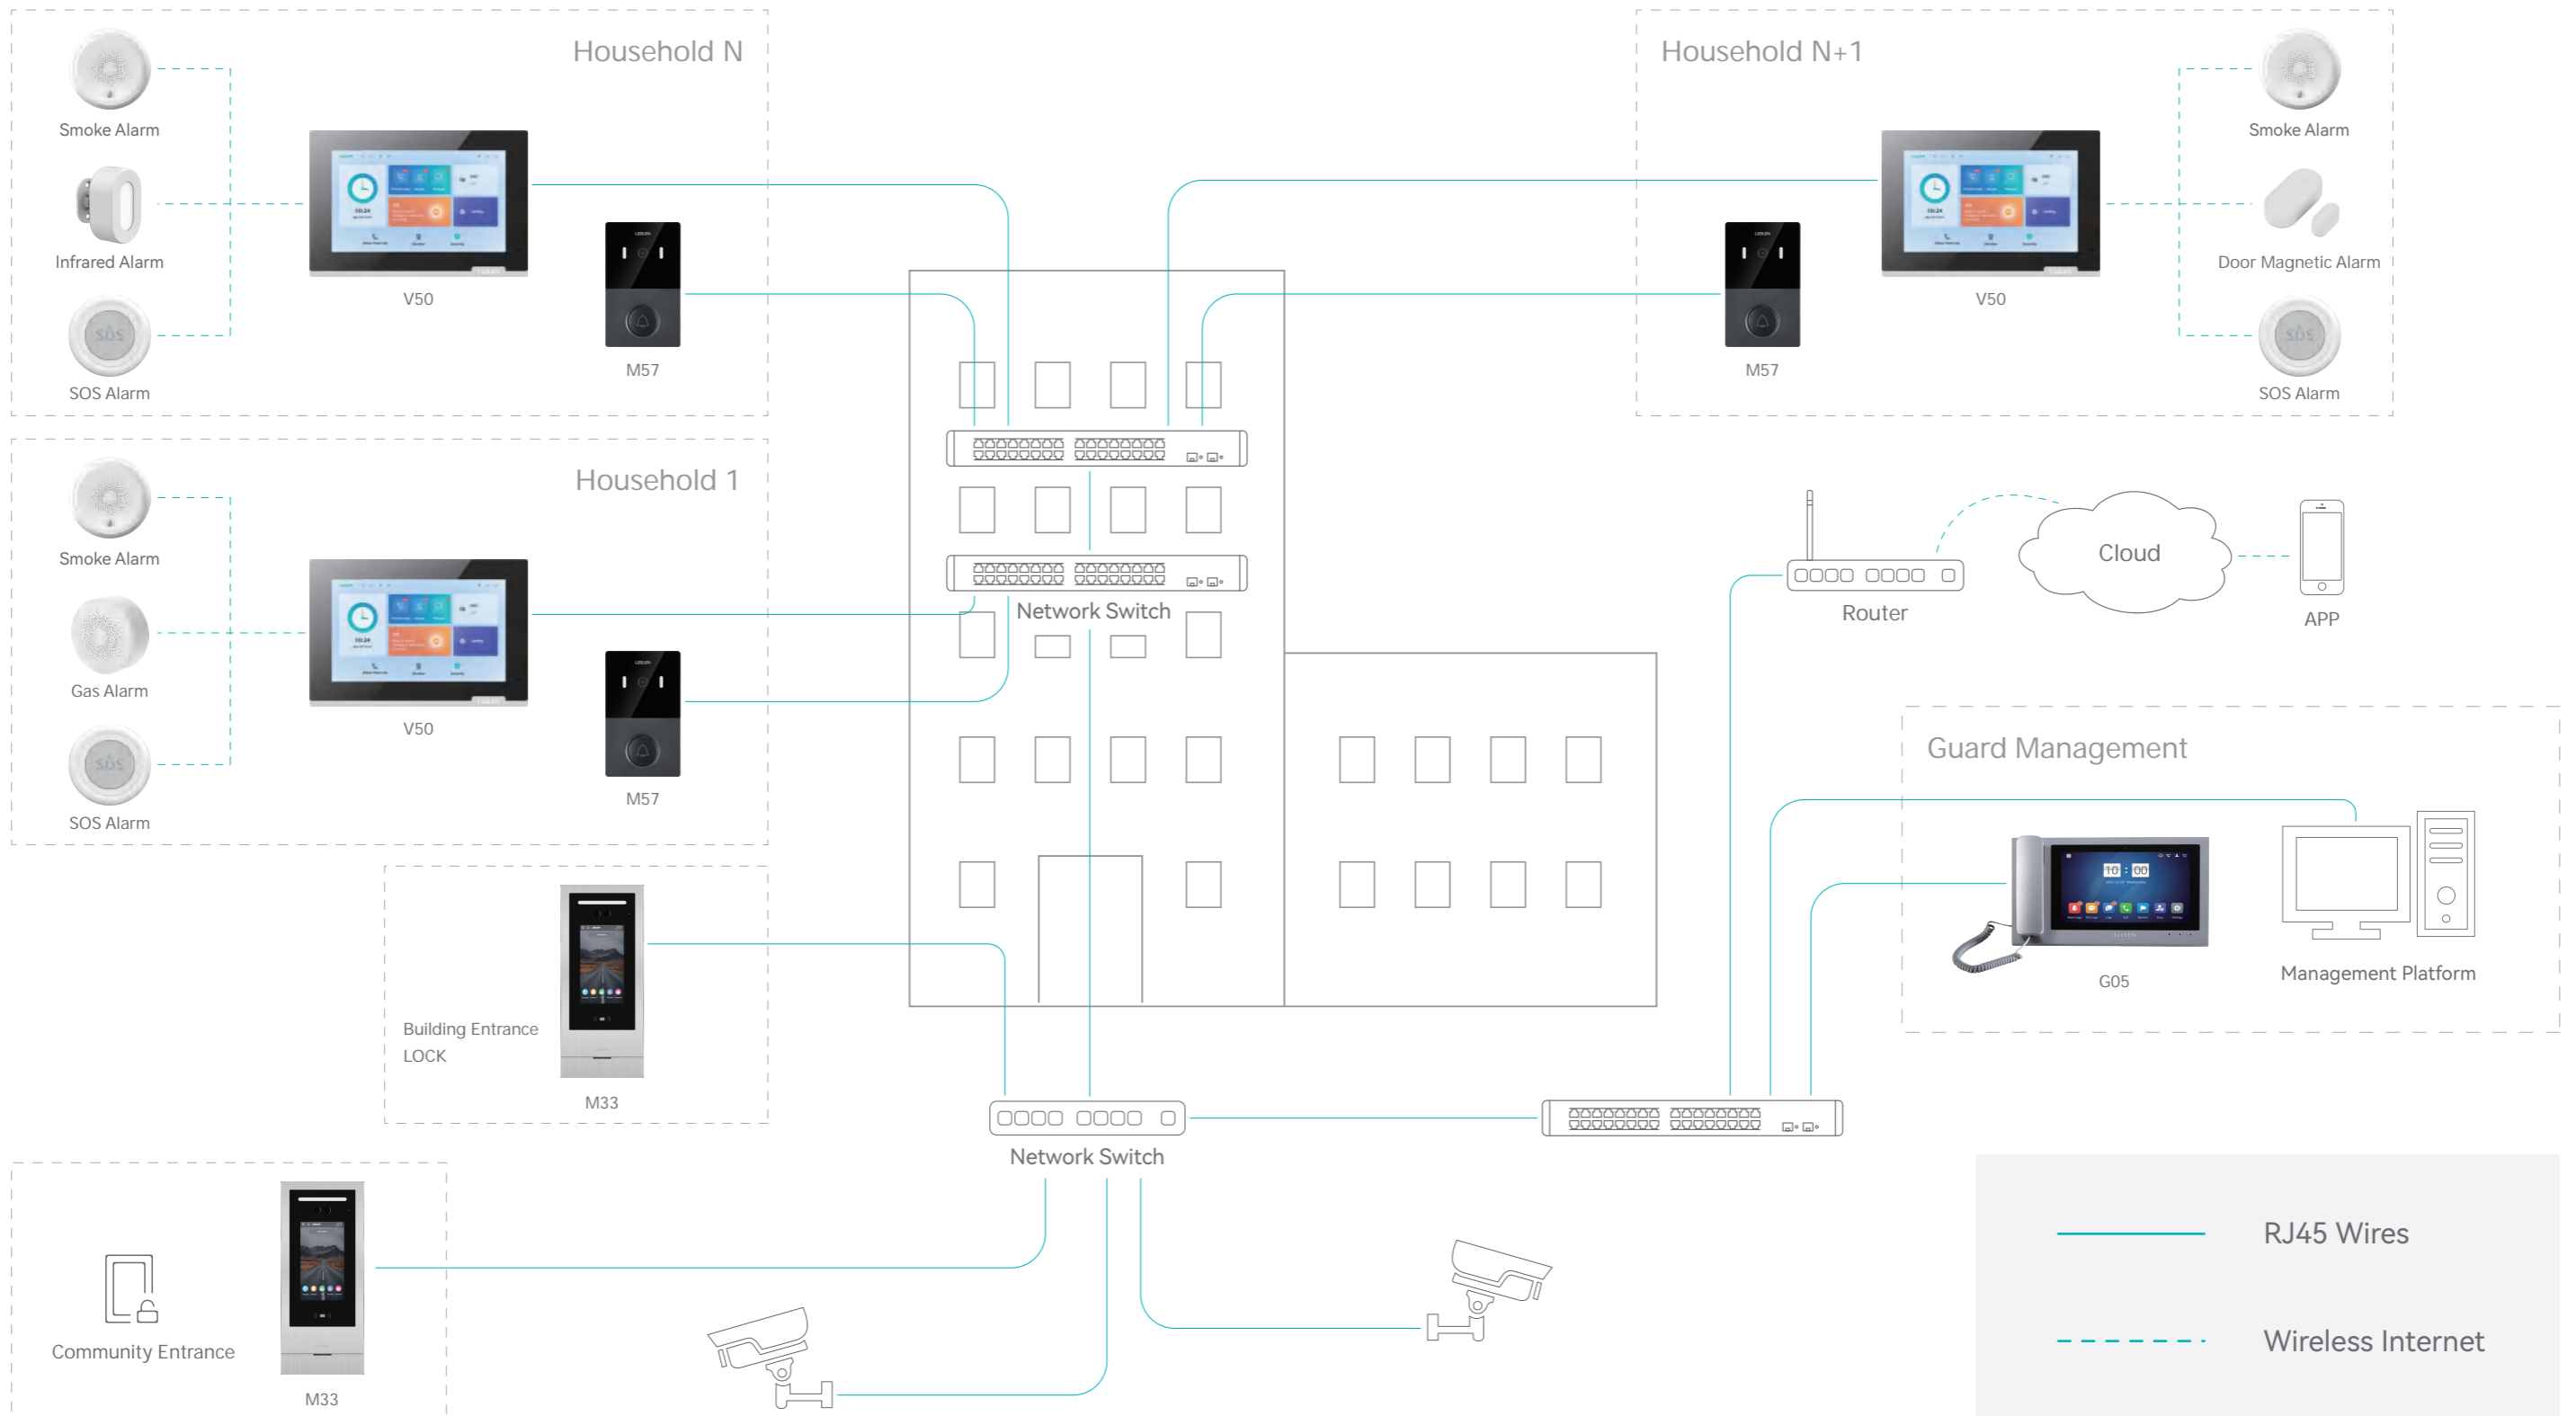 Household N
Smoke Alarm
Infrared Alarm
SOS Alarm
V50
M57
Household N+1
Smoke Alarm
Door Magnetic Alarm
SOS Alarm
V50
M57
Household 1
Smoke Alarm
Gas Alarm
SOS Alarm
V50
M57
Network Switch
Router
Cloud
APP
Guard Management
10:00
G05
Management Platform
Building Entrance
LOCK
M33
Network Switch
Community Entrance
M33
RJ45 Wires
Wireless Internet